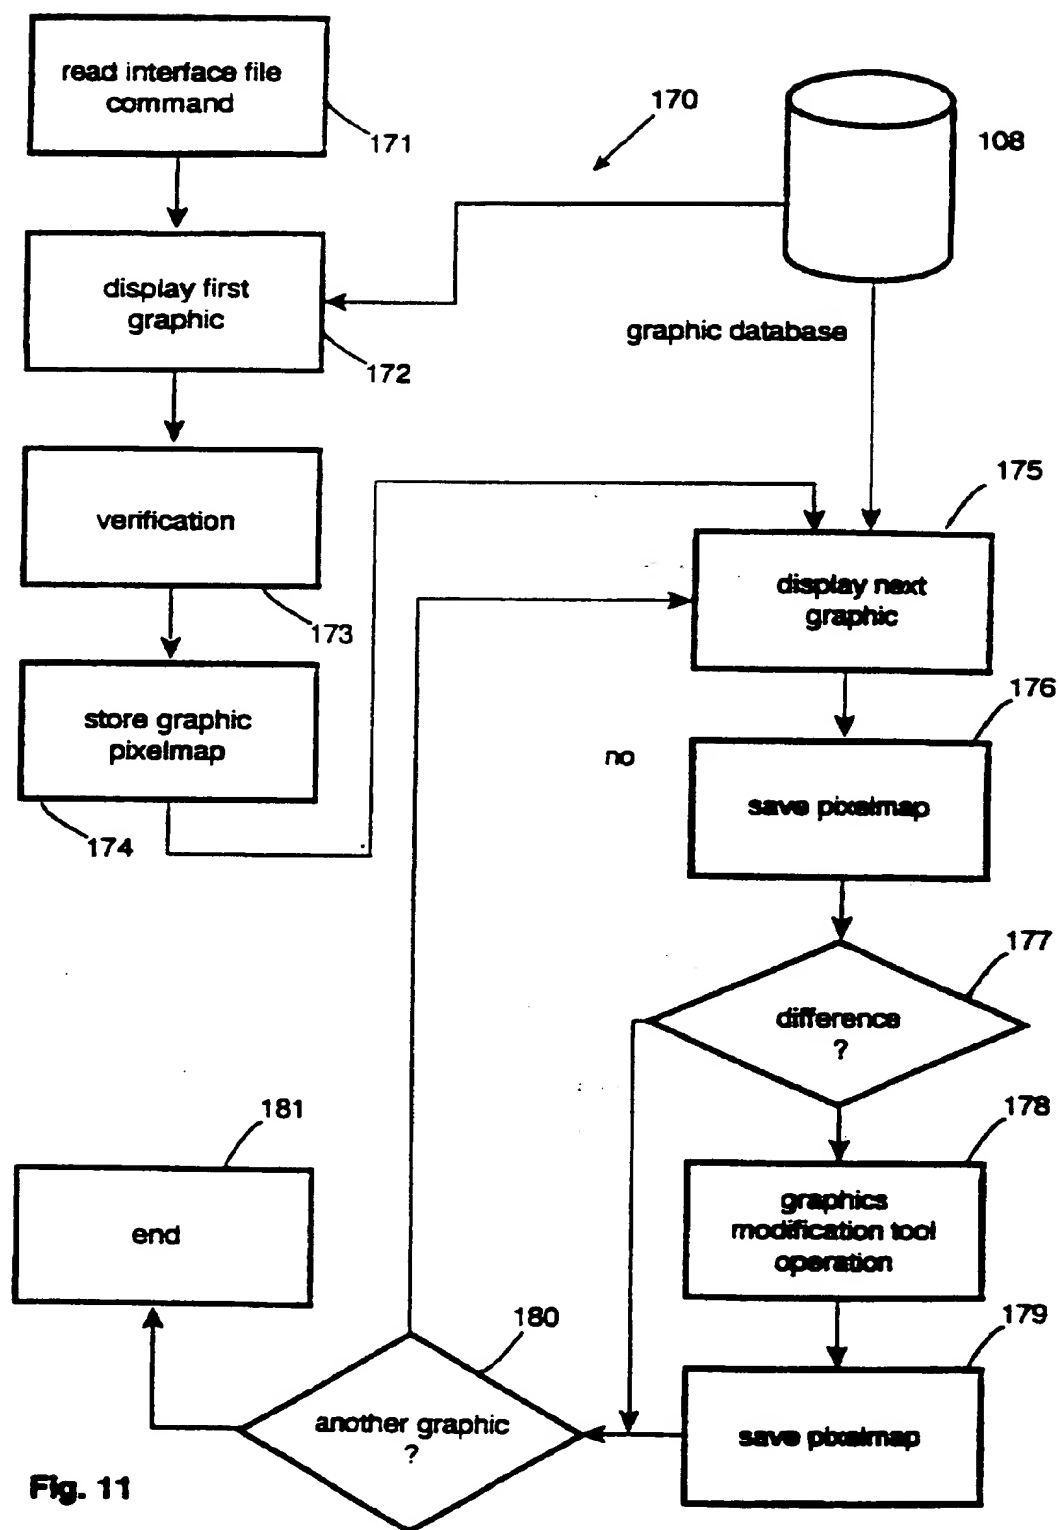 read interface file
command
171
170
108
display first
graphic
172
graphic database
verification
173
175
display next
graphic
store graphic
pixelmap
174
176
no
save pixelmap
177
difference
?
178
graphics
modification tool
operation
181
end
179
save pixelmap
180
another graphic
?
Fig. 11